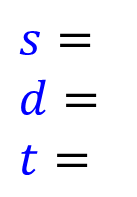 s =
d =
t =